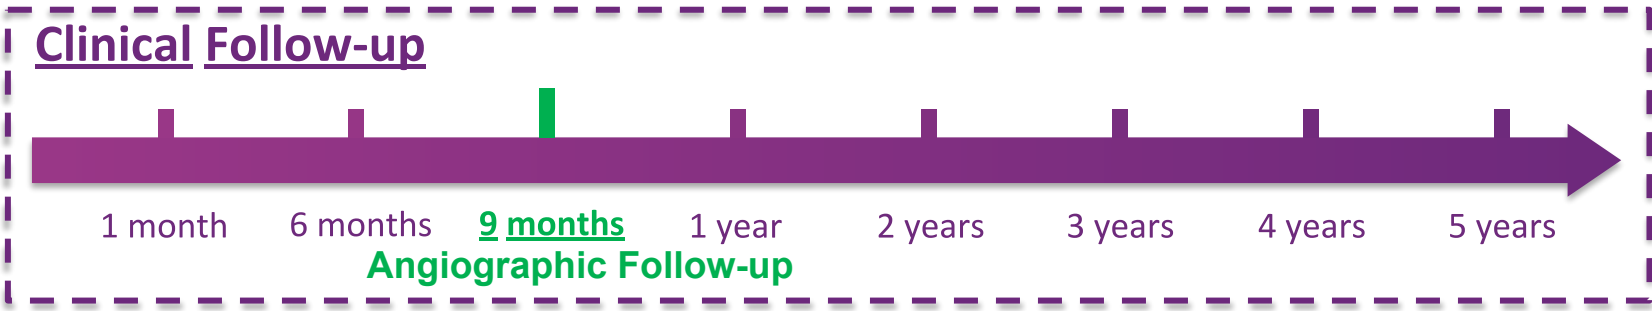 Clinical Follow-up
1 month 6 months 9 months 1 year 2 years 3 years 4 years 5 years
Angiographic Follow-up